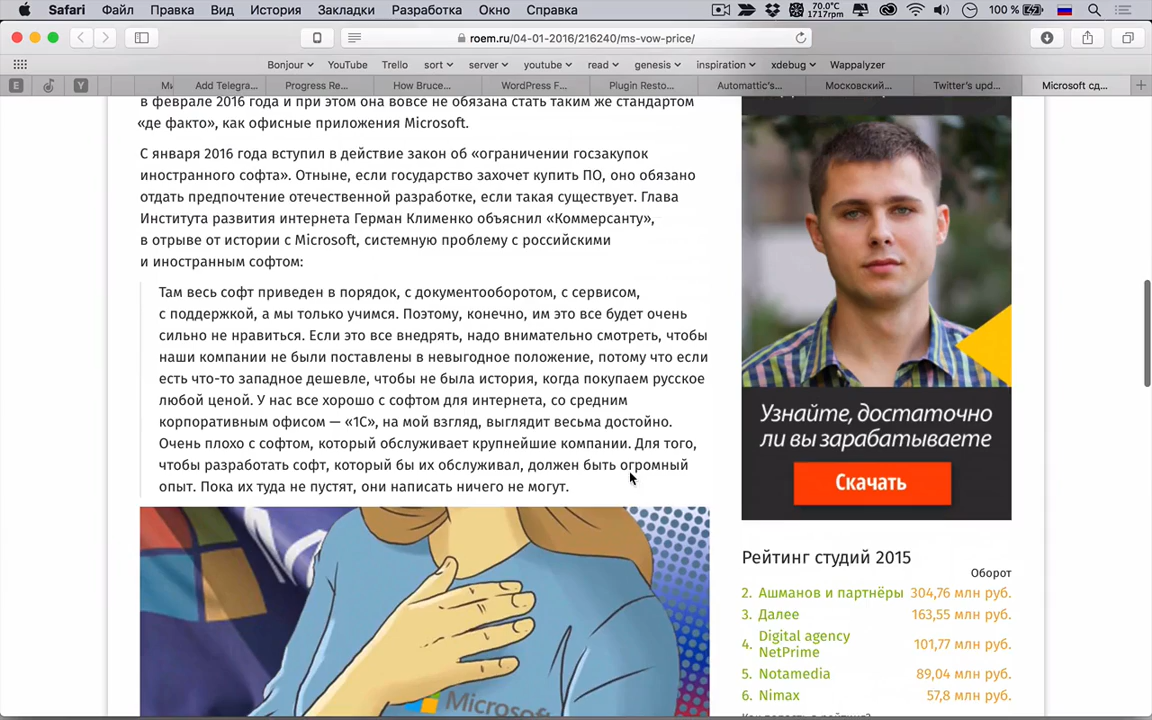 Safari Файл Правка Вид История Закладки Разработка Окно Справка 70.0°C 1717rpm 100 %
roem.ru/04-01-2016/216240/ms-vow-price/
Bonjour YouTube Trello sort server youtube read genesis inspiration xdebug Wappalyzer
E Y Add Telegra... Progress Re... How Bruce... WordPress F... Plugin Resto... Automattic's... Московский... Twitter's upd... Microsoft сд...
в феврале 2016 года и при этом она вовсе не обязана стать таким же стандартом
«де факто», как офисные приложения Microsoft.
С января 2016 года вступил в действие закон об «ограничении госзакупок
иностранного софта». Отныне, если государство захочет купить ПО, оно обязано
отдать предпочтение отечественной разработке, если такая существует. Глава
Института развития интернета Герман Клименко объяснил «Коммерсанту»,
в отрыве от истории с Microsoft, системную проблему с российскими
и иностранным софтом:
Там весь софт приведен в порядок, с документооборотом, с сервисом,
с поддержкой, а мы только учимся. Поэтому, конечно, им это все будет очень
сильно не нравиться. Если это все внедрять, надо внимательно смотреть, чтобы
наши компании не были поставлены в невыгодное положение, потому что если
есть что-то западное дешевле, чтобы не была история, когда покупаем русское
любой ценой. У нас все хорошо с софтом для интернета, со средним
корпоративным офисом — «1С», на мой взгляд, выглядит весьма достойно.
Очень плохо с софтом, который обслуживает крупнейшие компании. Для того,
чтобы разработать софт, который бы их обслуживал, должен быть огромный
опыт. Пока их туда не пустят, они написать ничего не могут.
Microsoft
Узнайте, достаточно
ли вы зарабатываете
Скачать
Рейтинг студий 2015
Оборот
2. Ашманов и партнёры 304,76 млн руб.
3. Далее 163,55 млн руб.
4. Digital agency NetPrime 101,77 млн руб.
5. Notamedia 89,04 млн руб.
6. Nimax 57,8 млн руб.